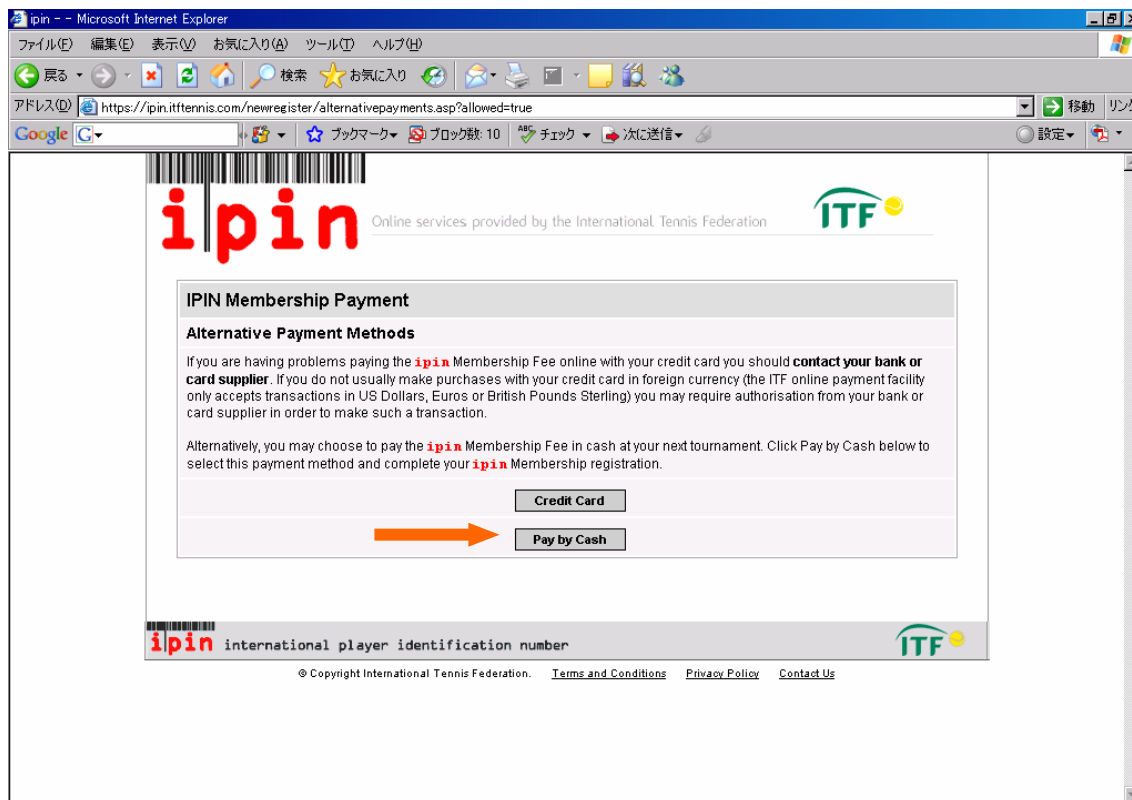 ipin - - Microsoft Internet Explorer
ファイル(F) 編集(E) 表示(V) お気に入り(A) ツール(T) ヘルプ(H)
戻る 検索 お気に入り
アドレス(D) https://ipin.itftennis.com/newregister/alternativepayments.asp?allowed=true 移動 リンク
Google G ブックマーク ブロック数: 10 ABC チェック 次に送信 設定
ipin Online services provided by the International Tennis Federation ITF
IPIN Membership Payment
Alternative Payment Methods
If you are having problems paying the ipin Membership Fee online with your credit card you should contact your bank or
card supplier. If you do not usually make purchases with your credit card in foreign currency (the ITF online payment facility
only accepts transactions in US Dollars, Euros or British Pounds Sterling) you may require authorisation from your bank or
card supplier in order to make such a transaction.
Alternatively, you may choose to pay the ipin Membership Fee in cash at your next tournament. Click Pay by Cash below to
select this payment method and complete your ipin Membership registration.
Credit Card
Pay by Cash
ipin international player identification number ITF
© Copyright International Tennis Federation. Terms and Conditions Privacy Policy Contact Us